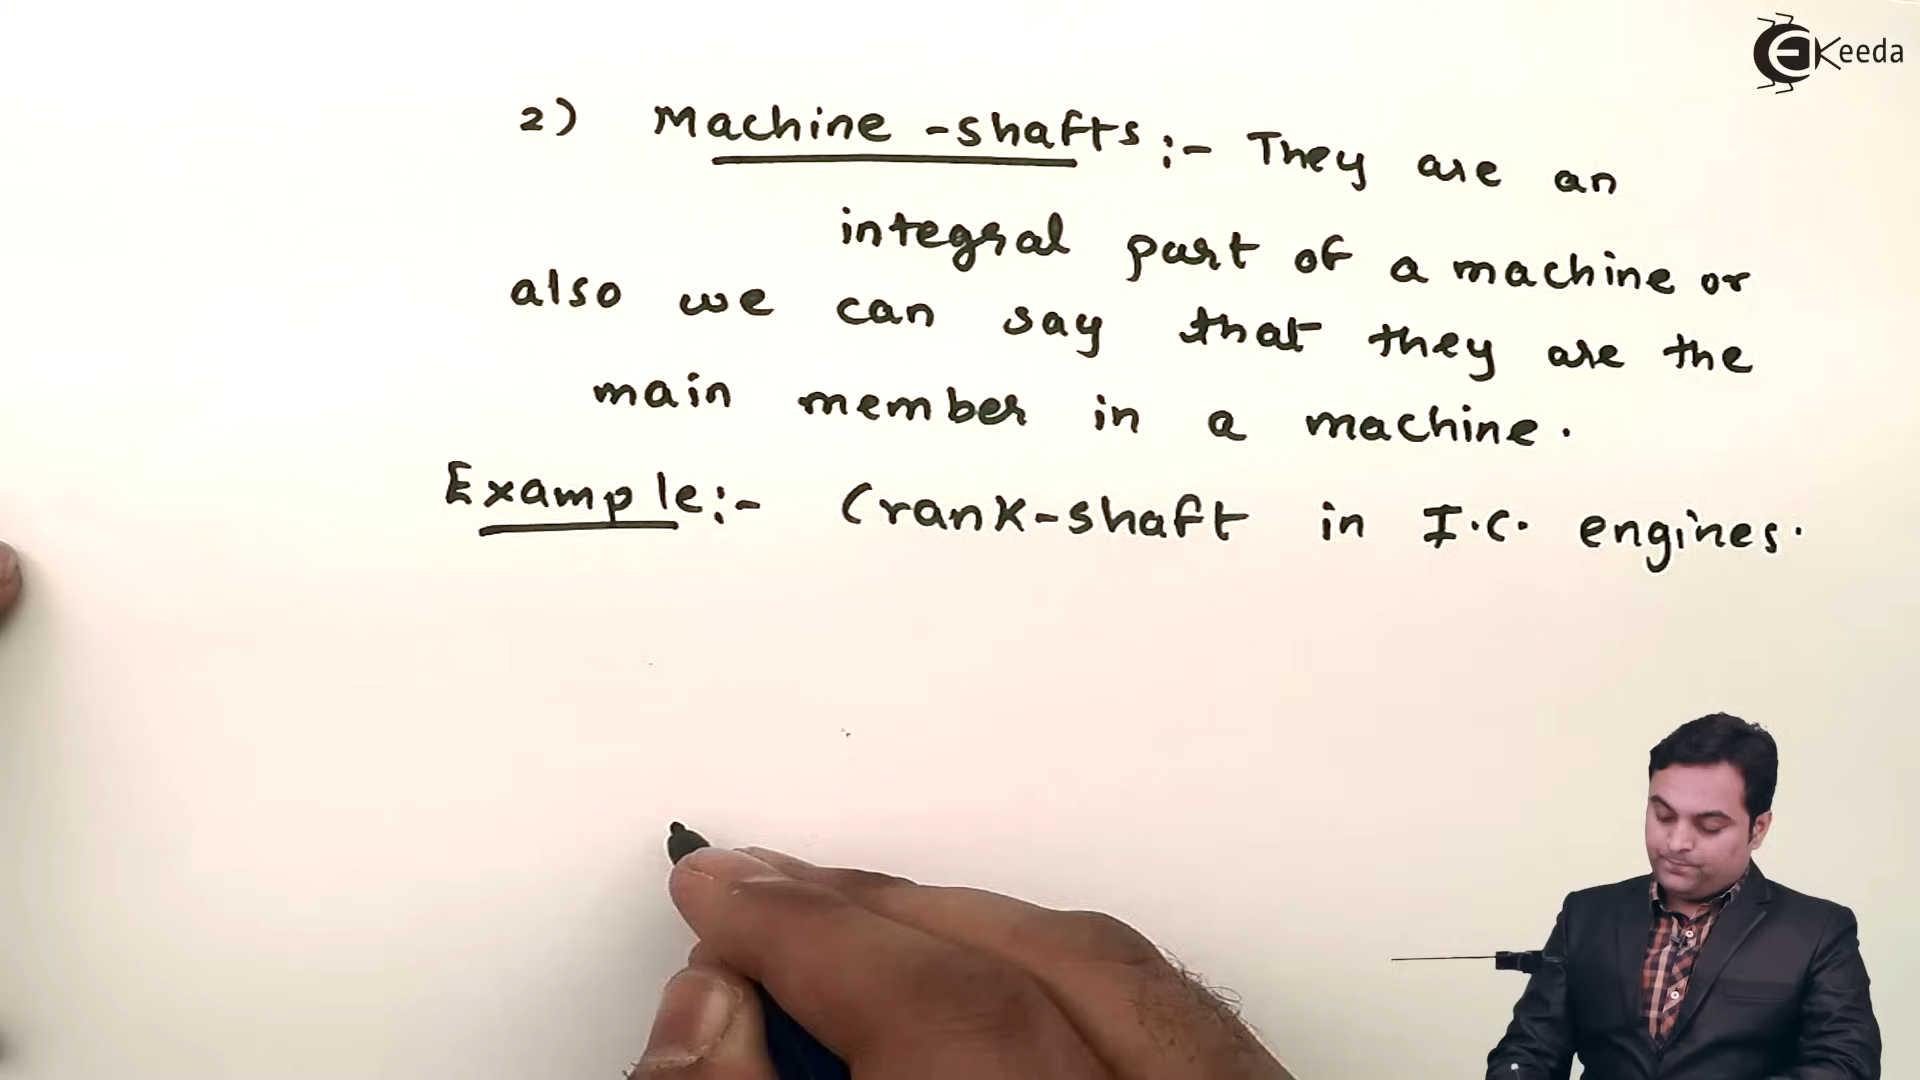 EKeeda
2) Machine -shafts :- They are an
integral part of a machine or
also we can say that they are the
main member in a machine.
Example:- Crank-shaft in I.C. engines.